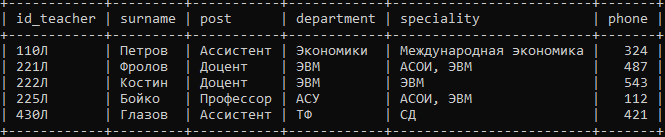 id_teacher | surname | post | department | speciality | phone
110Л | Петров | Ассистент | Экономики | Международная экономика | 324
221Л | Фролов | Доцент | ЭВМ | АСОИ, ЭВМ | 487
222Л | Костин | Доцент | ЭВМ | ЭВМ | 543
225Л | Бойко | Профессор | АСУ | АСОИ, ЭВМ | 112
430Л | Глазов | Ассистент | ТФ | СД | 421